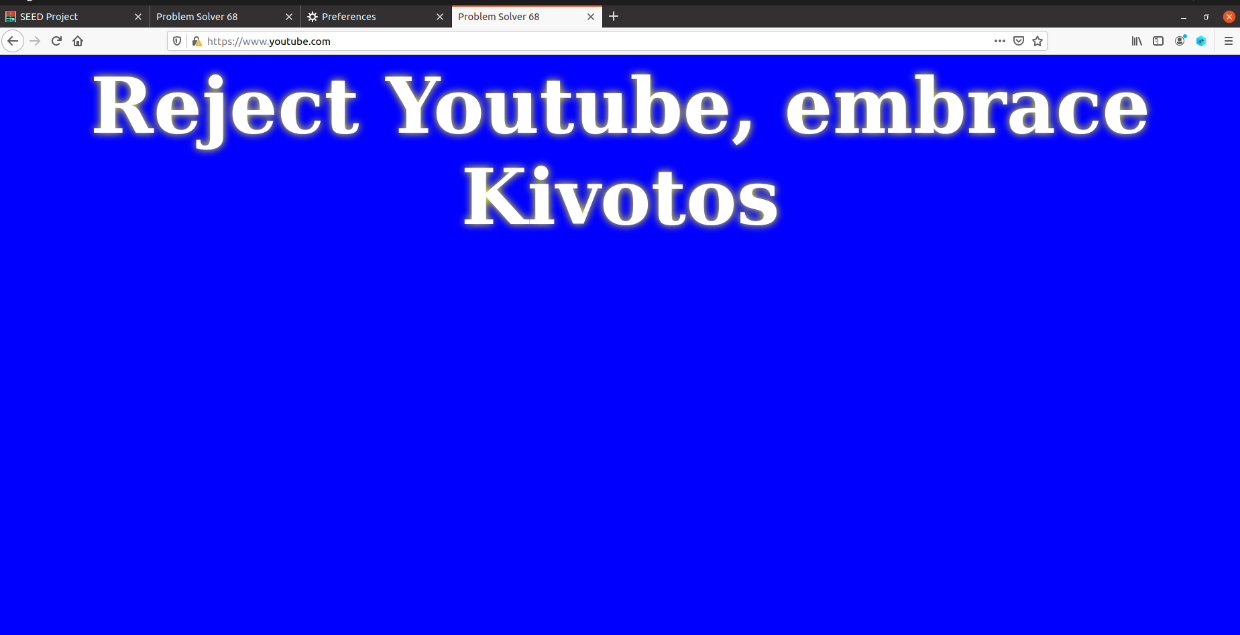 SEED Project
Problem Solver 68
Preferences
Problem Solver 68
https://www.youtube.com
Reject Youtube, embrace
Kivotos